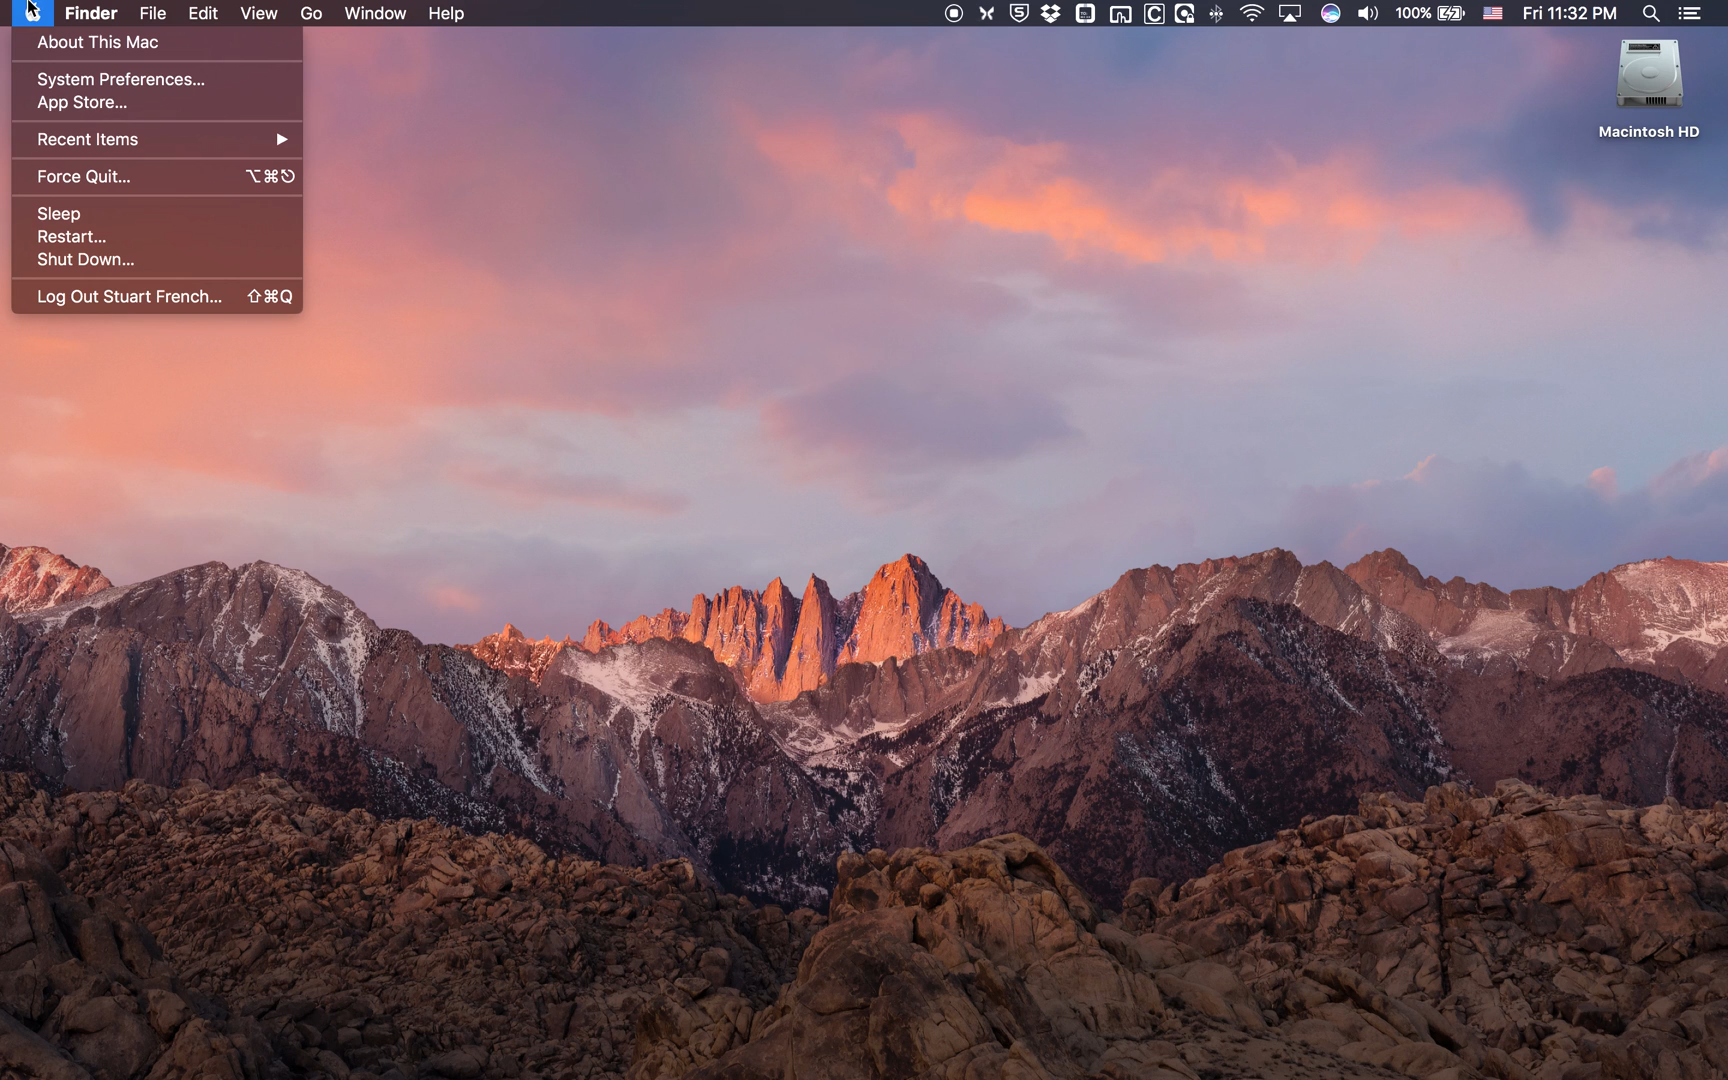 Finder File Edit View Go Window Help 100% Fri 11:32 PM
About This Mac
System Preferences...
App Store...
Recent Items ▶
Force Quit... ⌥⌘⎋
Sleep
Restart...
Shut Down...
Log Out Stuart French... ⇧⌘Q
Macintosh HD